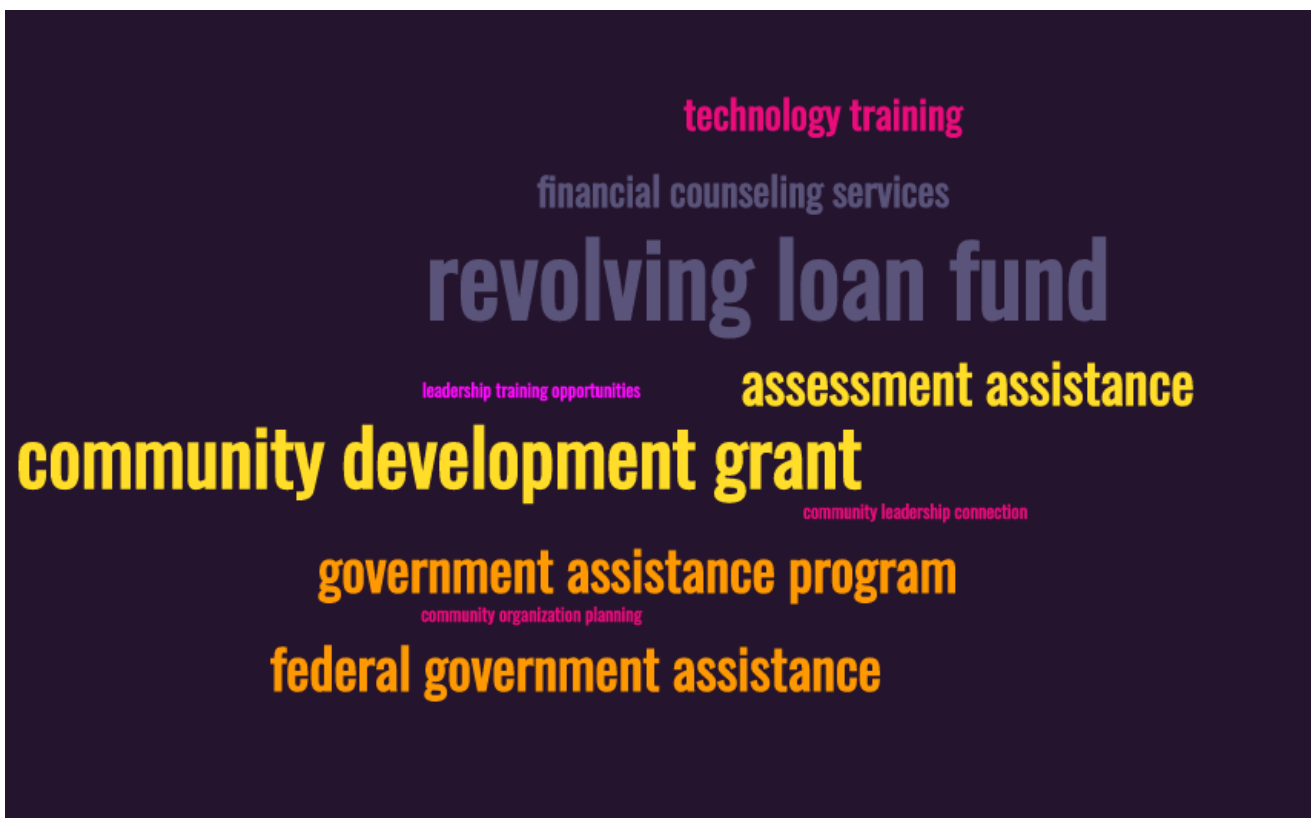 technology training
financial counseling services
revolving loan fund
assessment assistance
leadership training opportunities
community development grant
community leadership connection
government assistance program
community organization planning
federal government assistance